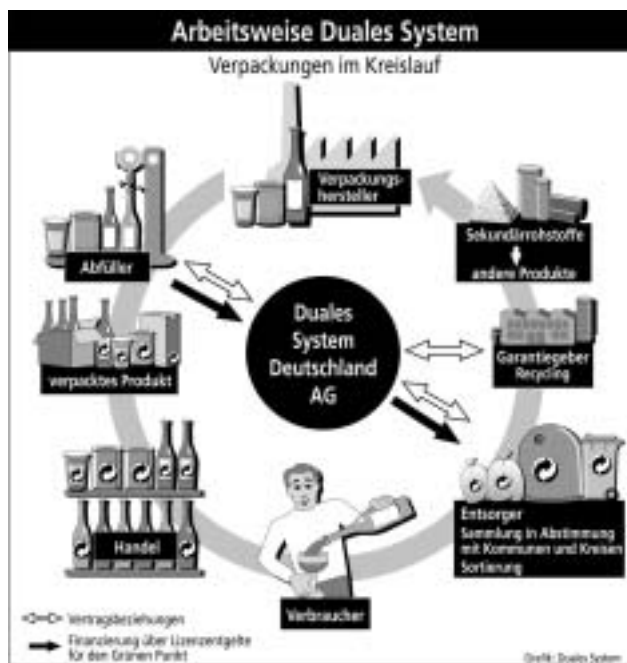 Arbeitsweise Duales System
Verpackungen im Kreislauf
Verpackungs-
hersteller
Sekundärrohstoffe
andere Produkte
Abfüller
Duales
System
Deutschland
AG
Garantiegeber
Recycling
verpacktes Produkt
Entsorger
Sammlung in Abstimmung
mit Kommunen und Kreisen
Sortierung
Handel
Verbraucher
Vertragbeziehungen
Finanzierung über Lizenzentgelte
für den Grünen Punkt
Grafik: Duales System